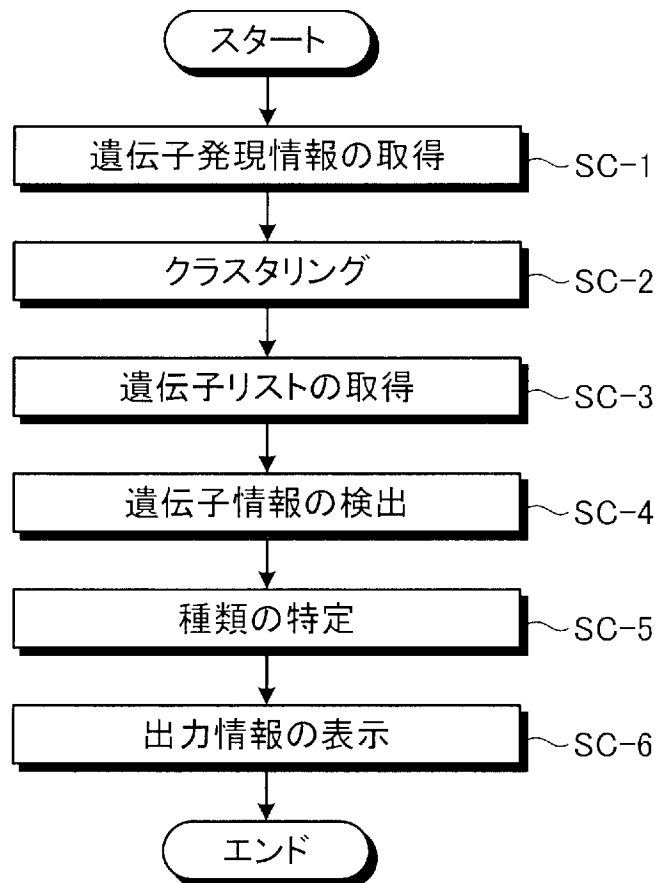 スタート
遺伝子発現情報の取得
SC-1
クラスタリング
SC-2
遺伝子リストの取得
SC-3
遺伝子情報の検出
SC-4
種類の特定
SC-5
出力情報の表示
SC-6
エンド